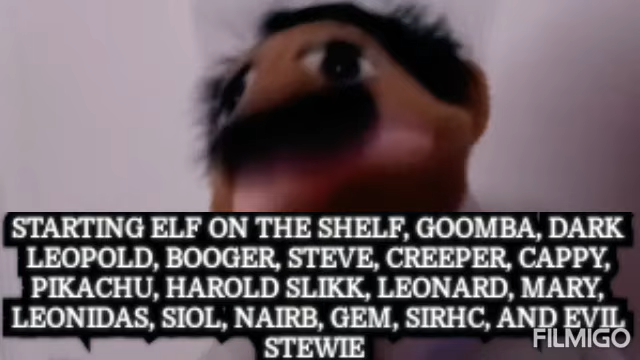 STARTING ELF ON THE SHELF, GOOMBA, DARK
LEOPOLD, BOOGER, STEVE, CREEPER, CAPPY,
PIKACHU, HAROLD SLIKK, LEONARD, MARY,
LEONIDAS, SIOL, NAIRB, GEM, SIRHC, AND EVIL
STEWIE
FILMIGO